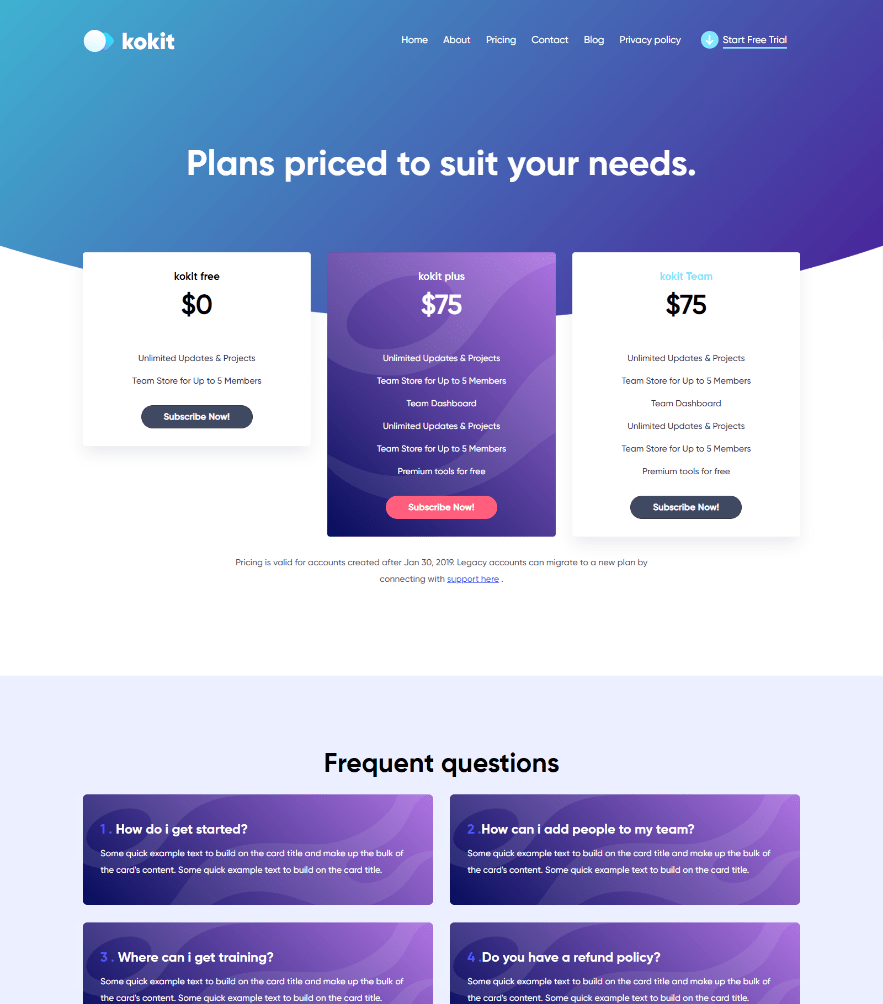 kokit
Home About Pricing Contact Blog Privacy policy Start Free Trial
Plans priced to suit your needs.
kokit free
$0
Unlimited Updates & Projects
Team Store for Up to 5 Members
Subscribe Now!
kokit plus
$75
Unlimited Updates & Projects
Team Store for Up to 5 Members
Team Dashboard
Unlimited Updates & Projects
Team Store for Up to 5 Members
Premium tools for free
Subscribe Now!
kokit Team
$75
Unlimited Updates & Projects
Team Store for Up to 5 Members
Team Dashboard
Unlimited Updates & Projects
Team Store for Up to 5 Members
Premium tools for free
Subscribe Now!
Pricing is valid for accounts created after Jan 30, 2019. Legacy accounts can migrate to a new plan by
connecting with support here .
Frequent questions
1 . How do i get started?
Some quick example text to build on the card title and make up the bulk of
the card's content. Some quick example text to build on the card title.
2 .How can i add people to my team?
Some quick example text to build on the card title and make up the bulk of
the card's content. Some quick example text to build on the card title.
3 . Where can i get training?
Some quick example text to build on the card title and make up the bulk of
the card's content. Some quick example text to build on the card title.
4 .Do you have a refund policy?
Some quick example text to build on the card title and make up the bulk of
the card's content. Some quick example text to build on the card title.